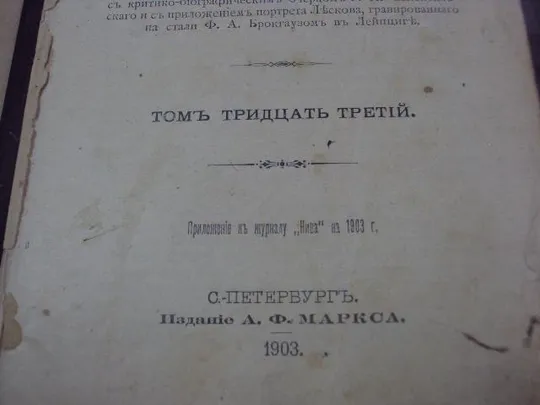 съ критико-біографическимъ
скаго и съ приложеніемъ портрета Лѣскова, гравированнаго
на стали Ф. А. Брокгаузомъ въ Лейпцигѣ.
ТОМЪ ТРИДЦАТЬ ТРЕТІЙ.
Приложеніе къ журналу „Нива“ на 1903 г.
С.-ПЕТЕРБУРГЪ.
Изданіе А. Ф. МАРКСА.
1903.